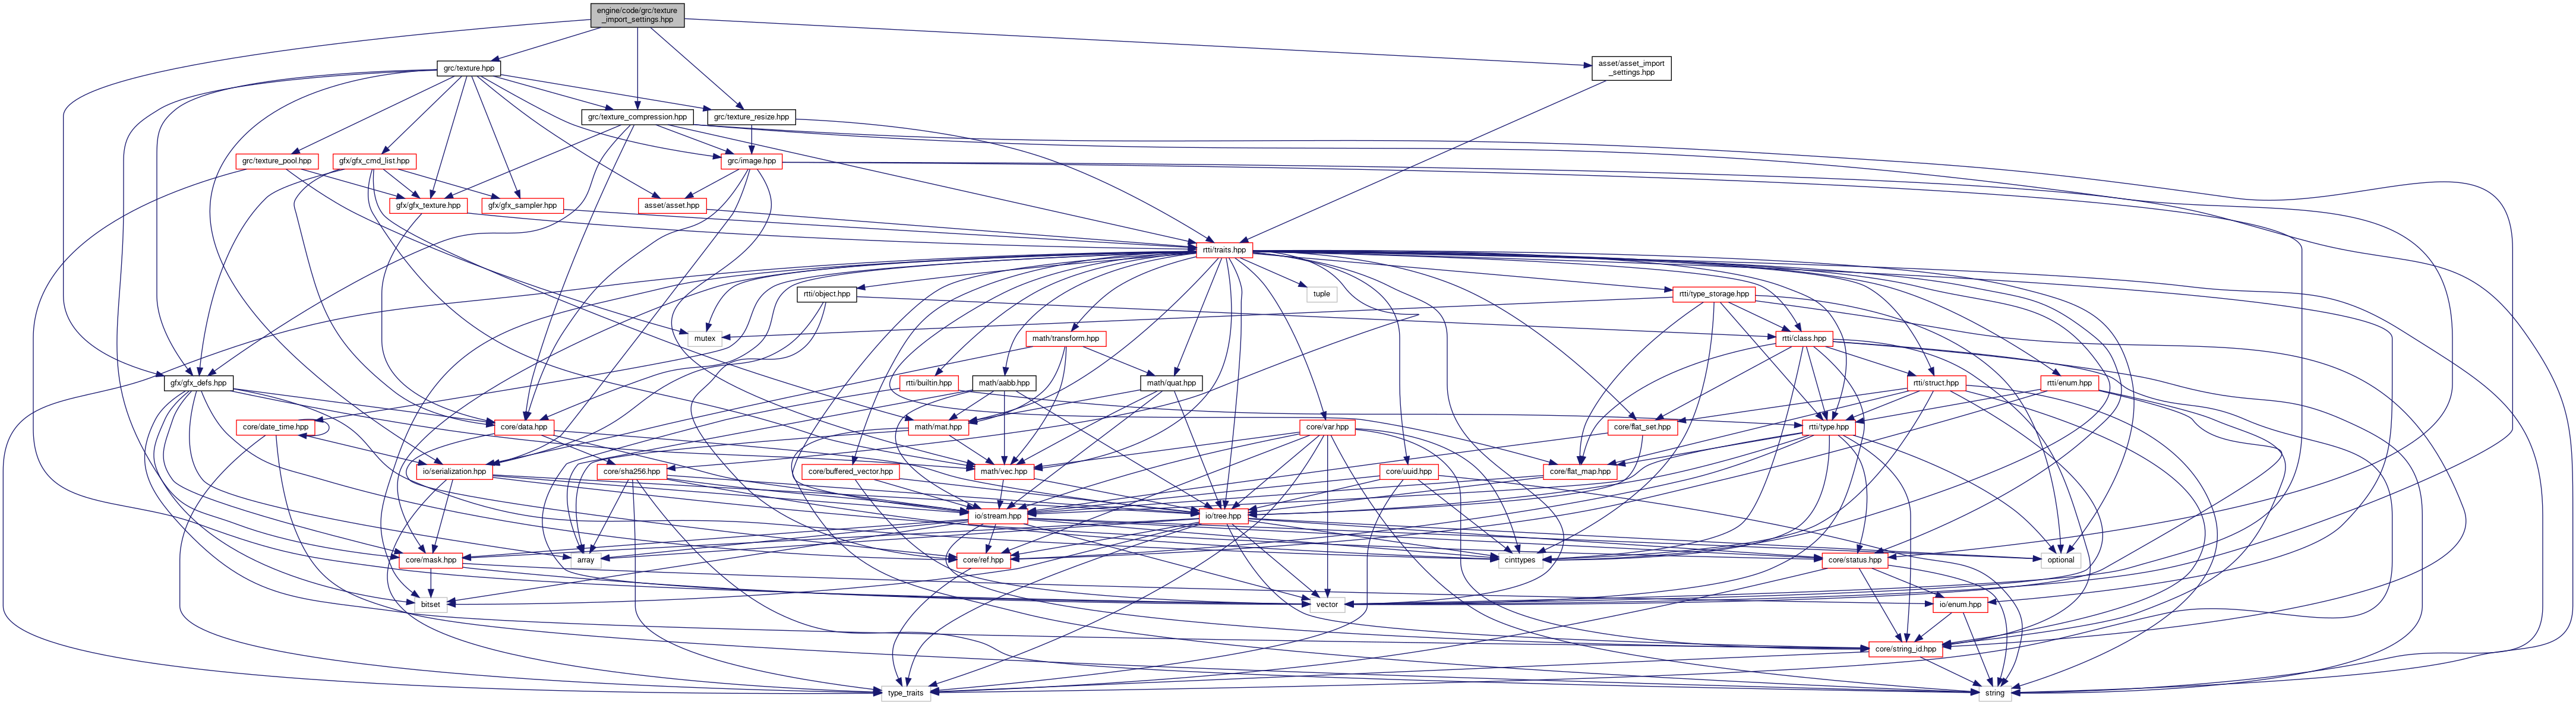 engine/code/grc/texture
_import_settings.hpp
grc/texture.hpp
asset/asset_import
_settings.hpp
grc/texture_compression.hpp
grc/texture_resize.hpp
grc/texture_pool.hpp
gfx/gfx_cmd_list.hpp
grc/image.hpp
gfx/gfx_texture.hpp
gfx/gfx_sampler.hpp
asset/asset.hpp
rtti/traits.hpp
rtti/object.hpp
tuple
rtti/type_storage.hpp
mutex
math/transform.hpp
rtti/class.hpp
gfx/gfx_defs.hpp
rtti/builtin.hpp
math/aabb.hpp
math/quat.hpp
rtti/struct.hpp
rtti/enum.hpp
core/date_time.hpp
core/data.hpp
math/mat.hpp
core/var.hpp
core/flat_set.hpp
rtti/type.hpp
io/serialization.hpp
core/sha256.hpp
core/buffered_vector.hpp
math/vec.hpp
core/uuid.hpp
core/flat_map.hpp
io/stream.hpp
io/tree.hpp
core/mask.hpp
array
core/ref.hpp
cinttypes
core/status.hpp
optional
bitset
vector
io/enum.hpp
core/string_id.hpp
type_traits
string